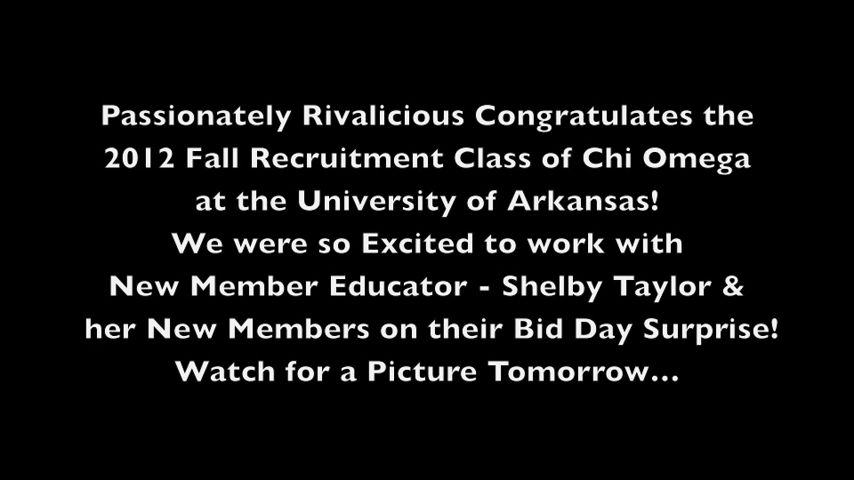 Passionately Rivalicious Congratulates the
2012 Fall Recruitment Class of Chi Omega
at the University of Arkansas!
We were so Excited to work with
New Member Educator - Shelby Taylor &
her New Members on their Bid Day Surprise!
Watch for a Picture Tomorrow...